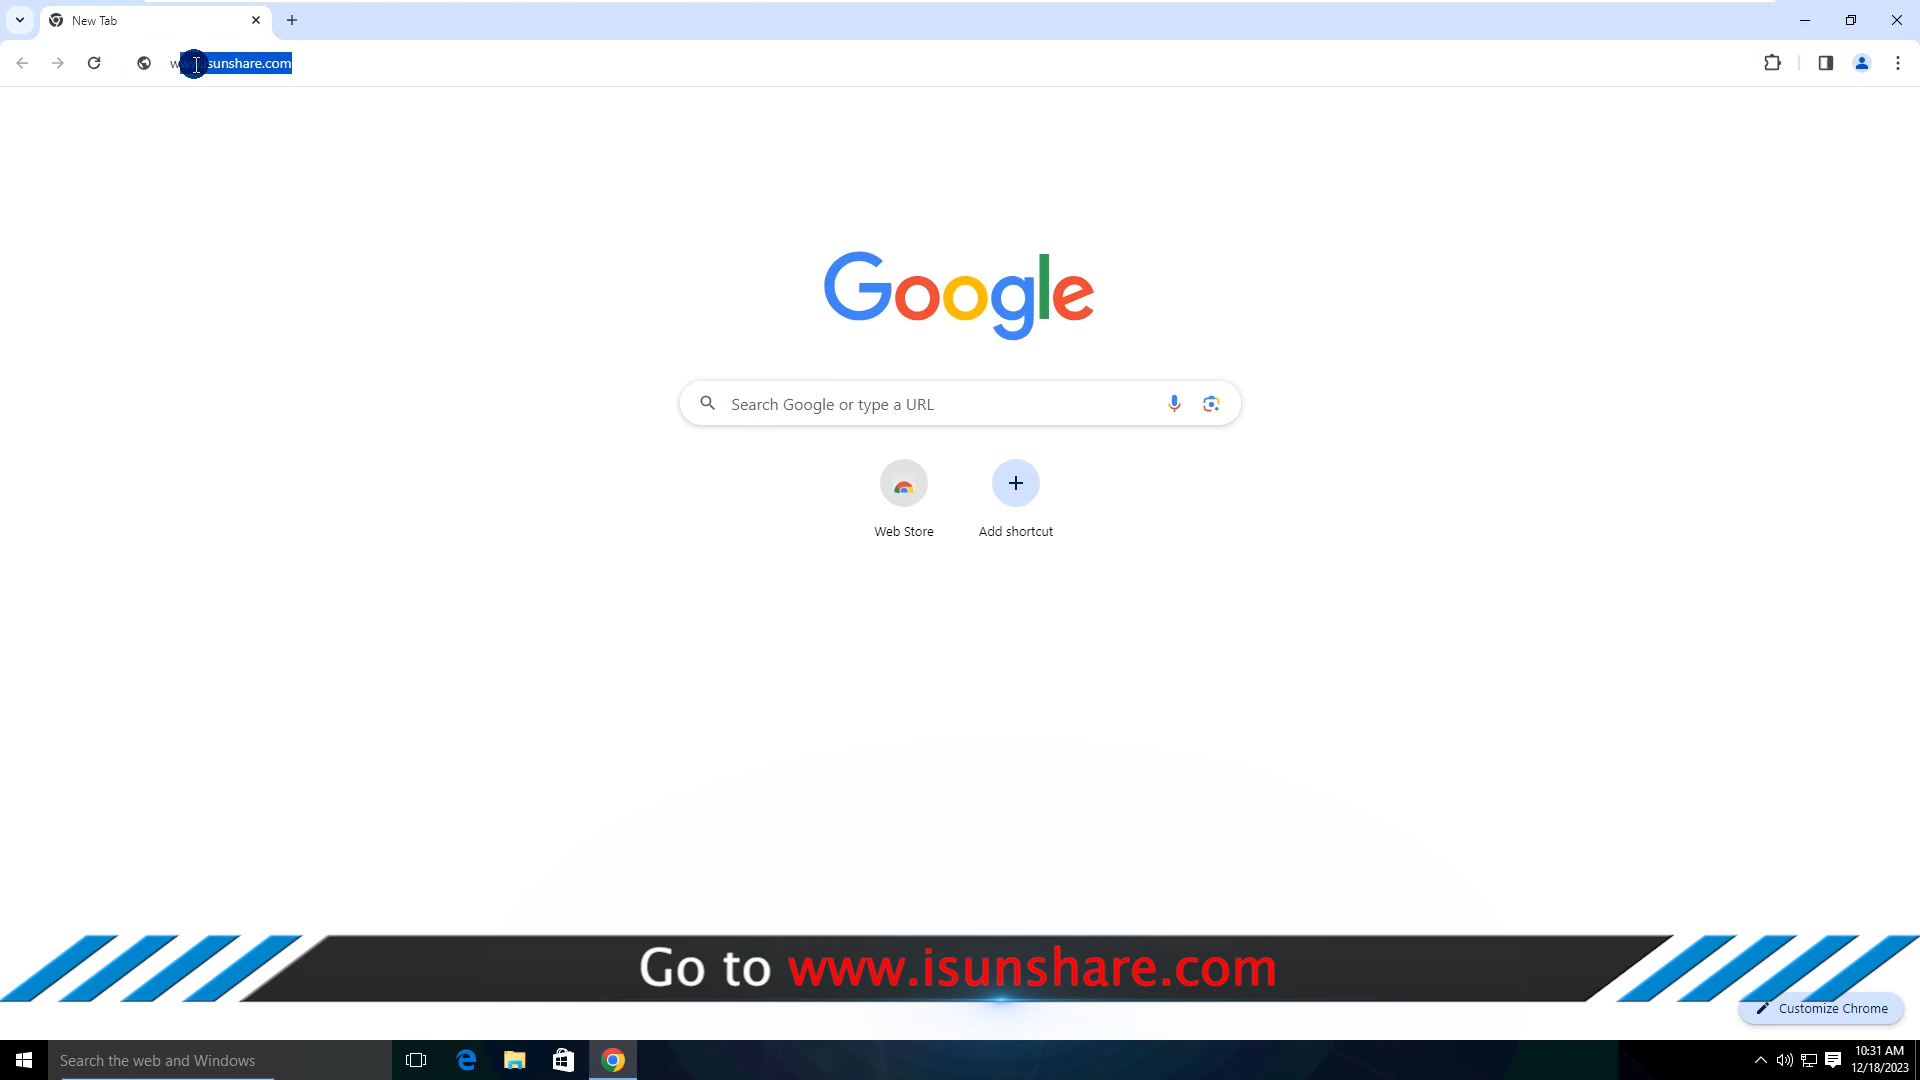 New Tab
www.isunshare.com
Google
Search Google or type a URL
Web Store
Add shortcut
Go to www.isunshare.com
Customize Chrome
Search the web and Windows
10:31 AM
12/18/2023